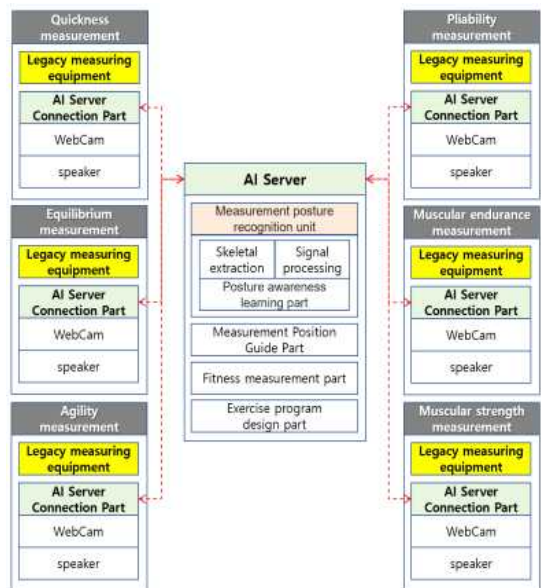 Quickness
measurement
Legacy measuring
equipment
AI Server
Connection Part
WebCam
speaker
Equilibrium
measurement
Legacy measuring
equipment
AI Server
Connection Part
WebCam
speaker
Agility
measurement
Legacy measuring
equipment
AI Server
Connection Part
WebCam
speaker
AI Server
Measurement posture
recognition unit
Skeletal
extraction
Signal
processing
Posture awareness
learning part
Measurement Position
Guide Part
Fitness measurement part
Exercise program
design part
Pliability
measurement
Legacy measuring
equipment
AI Server
Connection Part
WebCam
speaker
Muscular endurance
measurement
Legacy measuring
equipment
AI Server
Connection Part
WebCam
speaker
Muscular strength
measurement
Legacy measuring
equipment
AI Server
Connection Part
WebCam
speaker